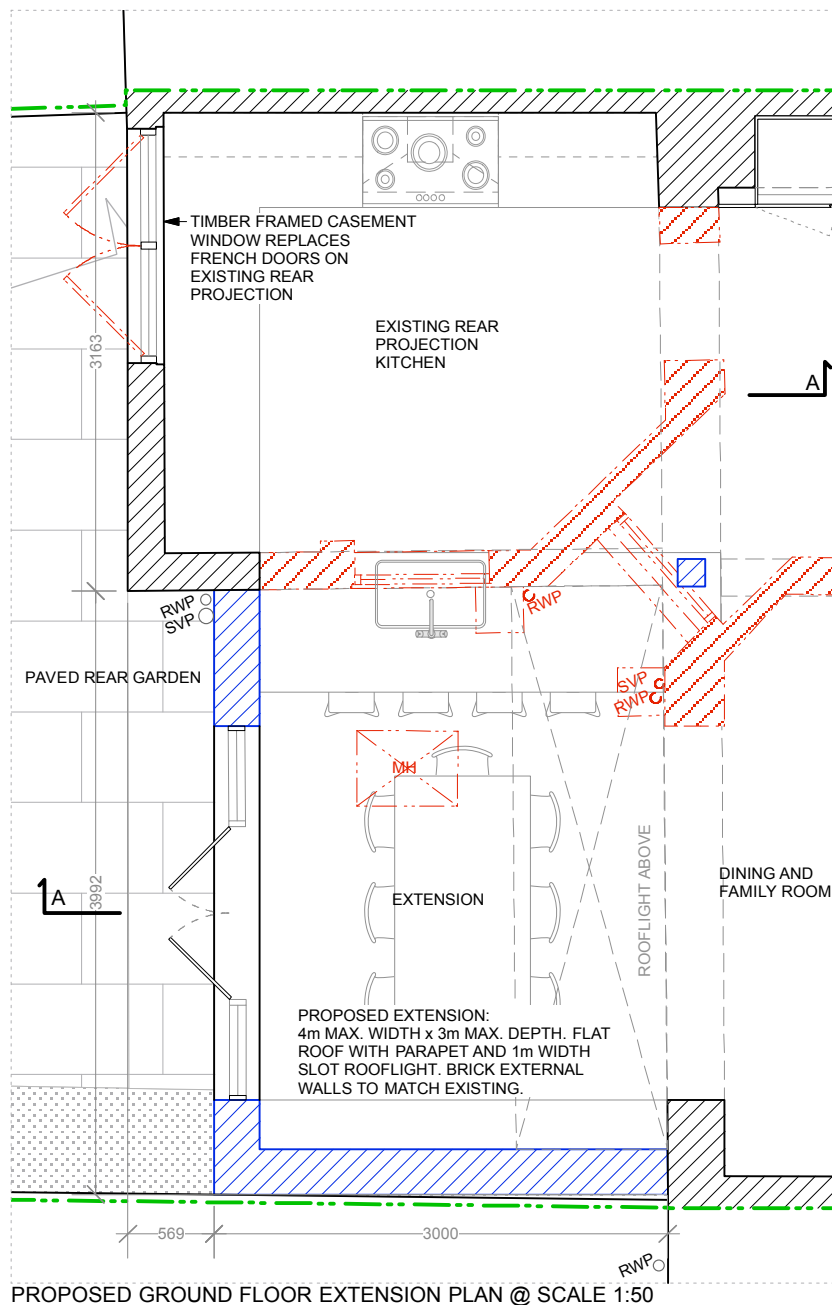 TIMBER FRAMED CASEMENT
WINDOW REPLACES
FRENCH DOORS ON
EXISTING REAR
PROJECTION
EXISTING REAR
PROJECTION
KITCHEN
3163
A
RWP
SVP
RWP
PAVED REAR GARDEN
SVP
RWP
MH
A
3992
EXTENSION
ROOFLIGHT ABOVE
DINING AND
FAMILY ROOM
PROPOSED EXTENSION:
4m MAX. WIDTH x 3m MAX. DEPTH. FLAT
ROOF WITH PARAPET AND 1m WIDTH
SLOT ROOFLIGHT. BRICK EXTERNAL
WALLS TO MATCH EXISTING.
569
3000
RWP
PROPOSED GROUND FLOOR EXTENSION PLAN @ SCALE 1:50